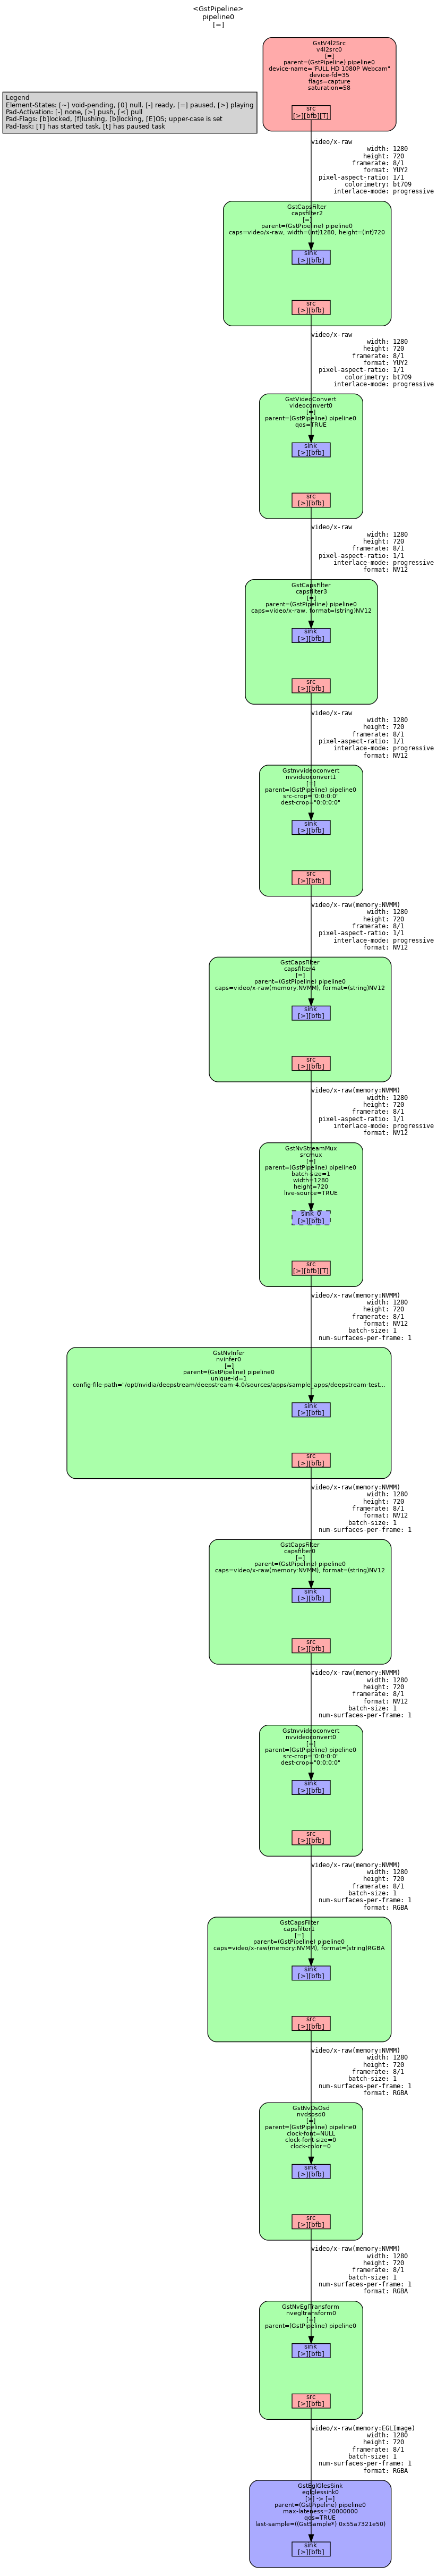 <GstPipeline>
pipeline0
[=]
Legend
Element-States: [~] void-pending, [0] null, [-] ready, [=] paused, [>] playing
Pad-Activation: [-] none, [>] push, [<] pull
Pad-Flags: [b]locked, [f]lushing, [b]locking, [E]OS; upper-case is set
Pad-Task: [T] has started task, [t] has paused task
GstV4l2Src
v4l2src0
[=]
parent=(GstPipeline) pipeline0
device-name="FULL HD 1080P Webcam"
device-fd=35
flags=capture
saturation=58
src
[>][bfb][T]
video/x-raw
width: 1280
height: 720
framerate: 8/1
format: YUY2
pixel-aspect-ratio: 1/1
colorimetry: bt709
interlace-mode: progressive
GstCapsFilter
capsfilter2
[=]
parent=(GstPipeline) pipeline0
caps=video/x-raw, width=(int)1280, height=(int)720
sink
[>][bfb]
src
[>][bfb]
video/x-raw
width: 1280
height: 720
framerate: 8/1
format: YUY2
pixel-aspect-ratio: 1/1
colorimetry: bt709
interlace-mode: progressive
GstVideoConvert
videoconvert0
[=]
parent=(GstPipeline) pipeline0
qos=TRUE
sink
[>][bfb]
src
[>][bfb]
video/x-raw
width: 1280
height: 720
framerate: 8/1
pixel-aspect-ratio: 1/1
interlace-mode: progressive
format: NV12
GstCapsFilter
capsfilter3
[=]
parent=(GstPipeline) pipeline0
caps=video/x-raw, format=(string)NV12
sink
[>][bfb]
src
[>][bfb]
video/x-raw
width: 1280
height: 720
framerate: 8/1
pixel-aspect-ratio: 1/1
interlace-mode: progressive
format: NV12
Gstnvvideoconvert
nvvideoconvert1
[=]
parent=(GstPipeline) pipeline0
src-crop="0:0:0:0"
dest-crop="0:0:0:0"
sink
[>][bfb]
src
[>][bfb]
video/x-raw(memory:NVMM)
width: 1280
height: 720
framerate: 8/1
pixel-aspect-ratio: 1/1
interlace-mode: progressive
format: NV12
GstCapsFilter
capsfilter4
[=]
parent=(GstPipeline) pipeline0
caps=video/x-raw(memory:NVMM), format=(string)NV12
sink
[>][bfb]
src
[>][bfb]
video/x-raw(memory:NVMM)
width: 1280
height: 720
framerate: 8/1
pixel-aspect-ratio: 1/1
interlace-mode: progressive
format: NV12
GstNvStreamMux
srcmux
[=]
parent=(GstPipeline) pipeline0
batch-size=1
width=1280
height=720
live-source=TRUE
sink_0
[>][bfb]
src
[>][bfb][T]
video/x-raw(memory:NVMM)
width: 1280
height: 720
framerate: 8/1
format: NV12
batch-size: 1
num-surfaces-per-frame: 1
GstNvInfer
nvinfer0
[=]
parent=(GstPipeline) pipeline0
unique-id=1
config-file-path="/opt/nvidia/deepstream/deepstream-4.0/sources/apps/sample_apps/deepstream-test…
sink
[>][bfb]
src
[>][bfb]
video/x-raw(memory:NVMM)
width: 1280
height: 720
framerate: 8/1
format: NV12
batch-size: 1
num-surfaces-per-frame: 1
GstCapsFilter
capsfilter0
[=]
parent=(GstPipeline) pipeline0
caps=video/x-raw(memory:NVMM), format=(string)NV12
sink
[>][bfb]
src
[>][bfb]
video/x-raw(memory:NVMM)
width: 1280
height: 720
framerate: 8/1
format: NV12
batch-size: 1
num-surfaces-per-frame: 1
Gstnvvideoconvert
nvvideoconvert0
[=]
parent=(GstPipeline) pipeline0
src-crop="0:0:0:0"
dest-crop="0:0:0:0"
sink
[>][bfb]
src
[>][bfb]
video/x-raw(memory:NVMM)
width: 1280
height: 720
framerate: 8/1
batch-size: 1
num-surfaces-per-frame: 1
format: RGBA
GstCapsFilter
capsfilter1
[=]
parent=(GstPipeline) pipeline0
caps=video/x-raw(memory:NVMM), format=(string)RGBA
sink
[>][bfb]
src
[>][bfb]
video/x-raw(memory:NVMM)
width: 1280
height: 720
framerate: 8/1
batch-size: 1
num-surfaces-per-frame: 1
format: RGBA
GstNvDsOsd
nvdsosd0
[=]
parent=(GstPipeline) pipeline0
clock-font=NULL
clock-font-size=0
clock-color=0
sink
[>][bfb]
src
[>][bfb]
video/x-raw(memory:NVMM)
width: 1280
height: 720
framerate: 8/1
batch-size: 1
num-surfaces-per-frame: 1
format: RGBA
GstNvEglTransform
nvegltransform0
[=]
parent=(GstPipeline) pipeline0
sink
[>][bfb]
src
[>][bfb]
video/x-raw(memory:EGLImage)
width: 1280
height: 720
framerate: 8/1
batch-size: 1
num-surfaces-per-frame: 1
format: RGBA
GstEglGlesSink
eglglessink0
[>] -> [=]
parent=(GstPipeline) pipeline0
max-lateness=20000000
qos=TRUE
last-sample=((GstSample*) 0x55a7321e50)
sink
[>][bfb]